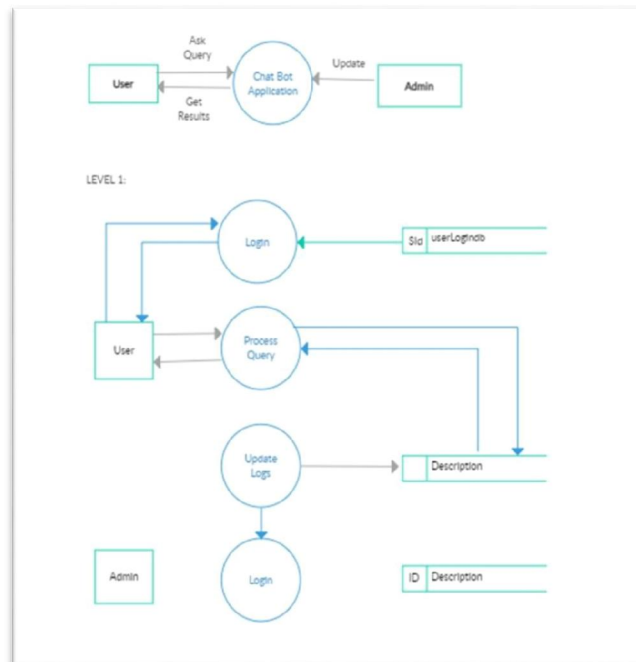 Ask
Query
User
Chat Bot
Application
Update
Admin
Get
Results
LEVEL 1:
Login
SId
userLogindb
User
Process
Query
Update
Logs
Description
Admin
Login
ID
Description